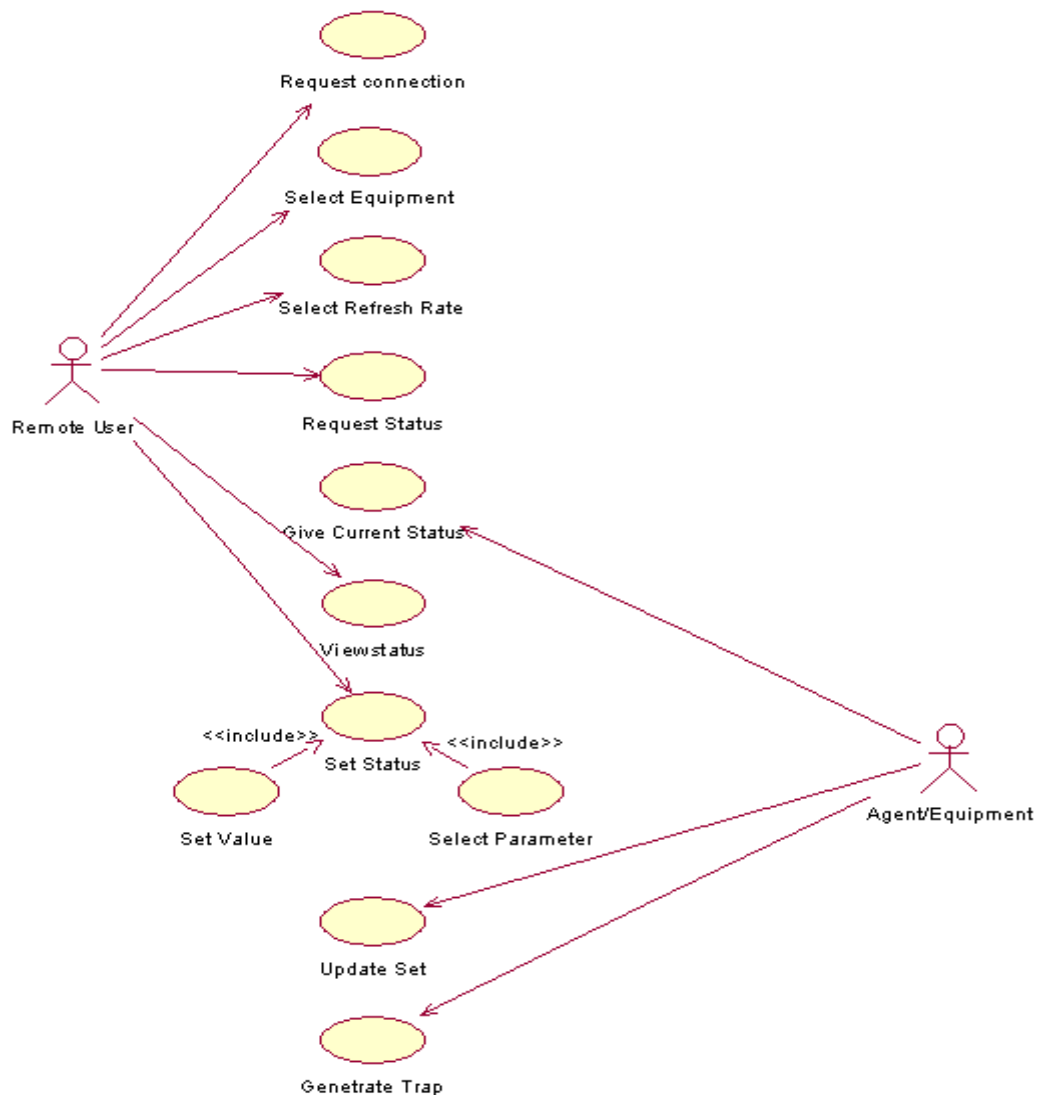 Request connection
Select Equipment
Select Refresh Rate
Remote User
Request Status
Give Current Status
Viewstatus
<<include>>
<<include>>
Set Status
Set Value
Select Parameter
Agent/Equipment
Update Set
Genetrate Trap